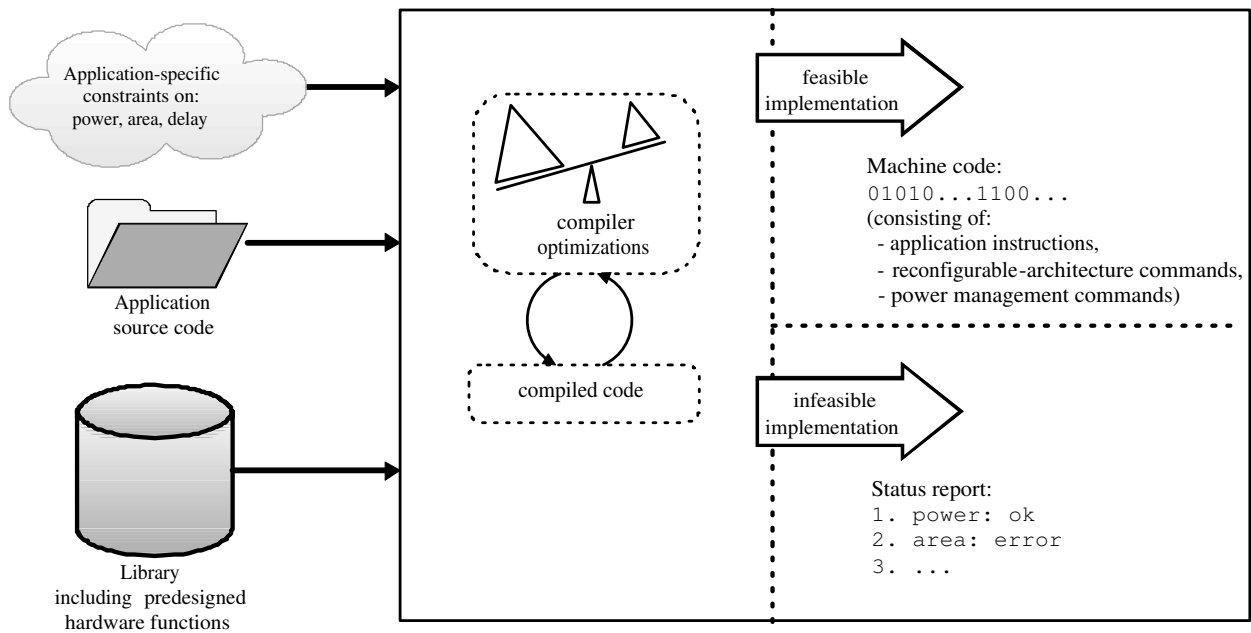 Application-specific
constraints on:
power, area, delay
Application
source code
Library
including predesigned
hardware functions
compiler
optimizations
compiled code
feasible
implementation
Machine code:
01010...1100...
(consisting of:
- application instructions,
- reconfigurable-architecture commands,
- power management commands)
infeasible
implementation
Status report:
1. power: ok
2. area: error
3. ...